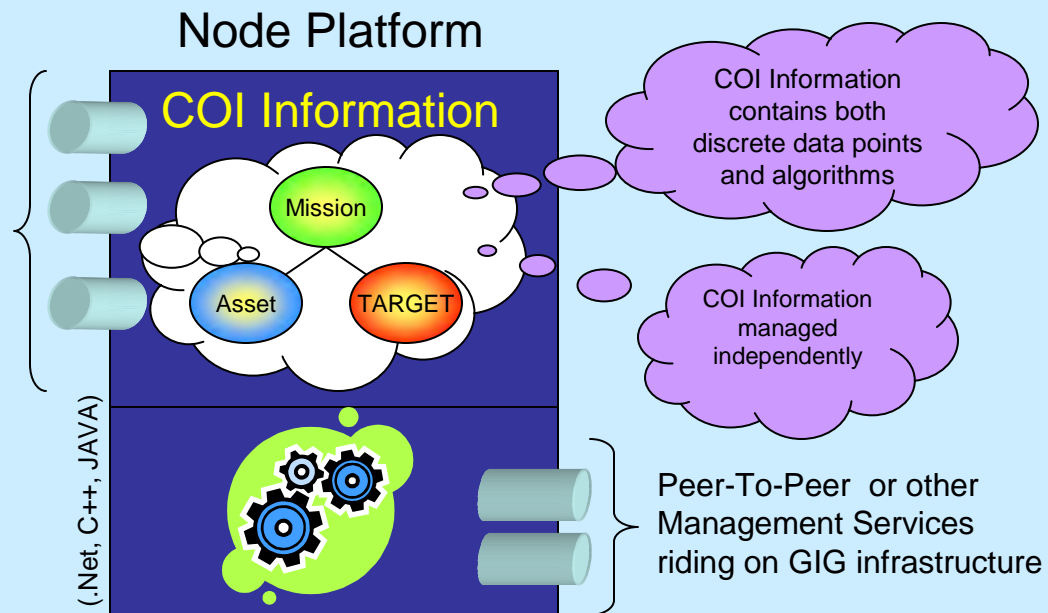 Node Platform
COI Information
Mission
Asset
TARGET
COI Information
contains both
discrete data points
and algorithms
COI Information
managed
independently
(.Net, C++, JAVA)
Peer-To-Peer or other
Management Services
riding on GIG infrastructure